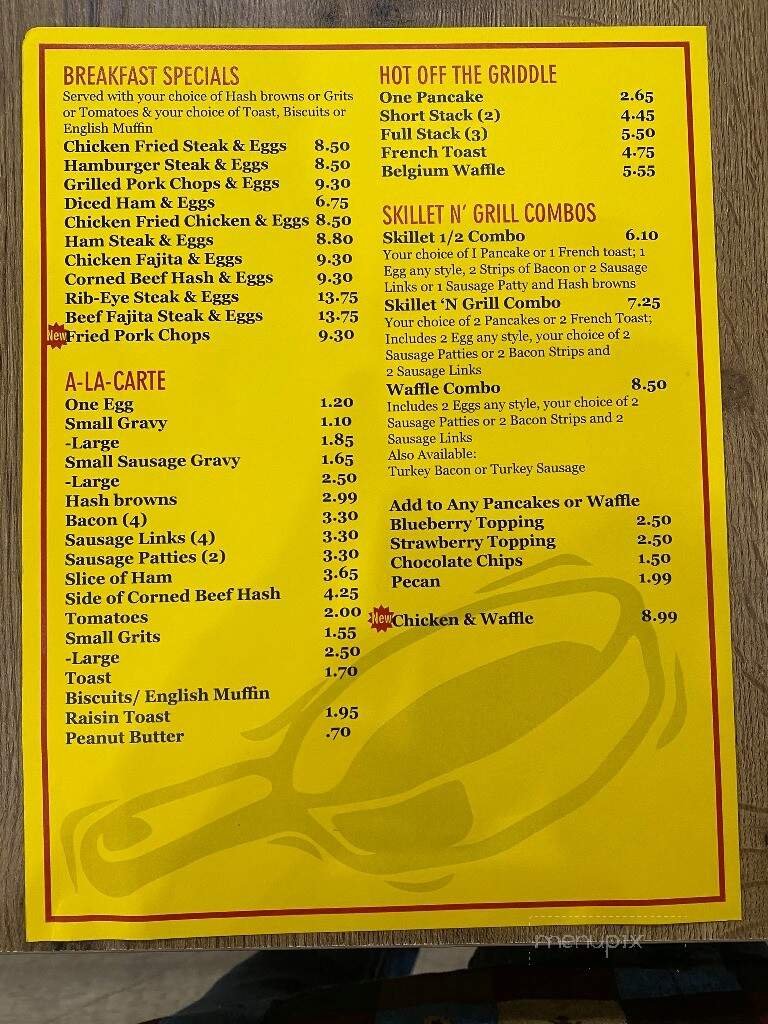 BREAKFAST SPECIALS
Served with your choice of Hash browns or Grits
or Tomatoes & your choice of Toast, Biscuits or
English Muffin
Chicken Fried Steak & Eggs 8.50
Hamburger Steak & Eggs 8.50
Grilled Pork Chops & Eggs 9.30
Diced Ham & Eggs 6.75
Chicken Fried Chicken & Eggs 8.50
Ham Steak & Eggs 8.80
Chicken Fajita & Eggs 9.30
Corned Beef Hash & Eggs 9.30
Rib-Eye Steak & Eggs 13.75
Beef Fajita Steak & Eggs 13.75
New Fried Pork Chops 9.30
A-LA-CARTE
One Egg 1.20
Small Gravy 1.10
-Large 1.85
Small Sausage Gravy 1.65
-Large 2.50
Hash browns 2.99
Bacon (4) 3.30
Sausage Links (4) 3.30
Sausage Patties (2) 3.30
Slice of Ham 3.65
Side of Corned Beef Hash 4.25
Tomatoes 2.00
Small Grits 1.55
-Large 2.50
Toast 1.70
Biscuits/ English Muffin
Raisin Toast 1.95
Peanut Butter .70
HOT OFF THE GRIDDLE
One Pancake 2.65
Short Stack (2) 4.45
Full Stack (3) 5.50
French Toast 4.75
Belgium Waffle 5.55
SKILLET N' GRILL COMBOS
Skillet 1/2 Combo 6.10
Your choice of I Pancake or 1 French toast; 1
Egg any style, 2 Strips of Bacon or 2 Sausage
Links or 1 Sausage Patty and Hash browns
Skillet 'N Grill Combo 7.25
Your choice of 2 Pancakes or 2 French Toast;
Includes 2 Egg any style, your choice of 2
Sausage Patties or 2 Bacon Strips and
2 Sausage Links
Waffle Combo 8.50
Includes 2 Eggs any style, your choice of 2
Sausage Patties or 2 Bacon Strips and 2
Sausage Links
Also Available:
Turkey Bacon or Turkey Sausage
Add to Any Pancakes or Waffle
Blueberry Topping 2.50
Strawberry Topping 2.50
Chocolate Chips 1.50
Pecan 1.99
New Chicken & Waffle 8.99
menupix